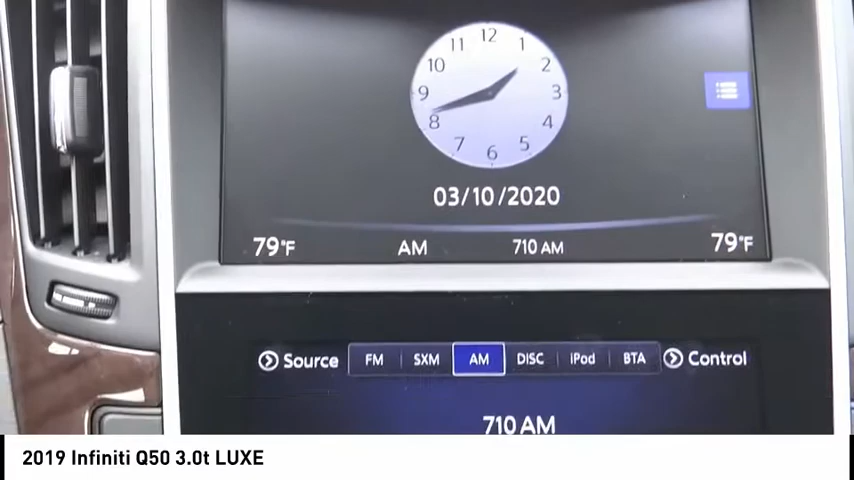 12
11 1
10 2
9 3
8 4
7 5
6
03/10/2020
79°F AM 710 AM 79°F
Source FM SXM AM DISC iPod BTA Control
710 AM
2019 Infiniti Q50 3.0t LUXE